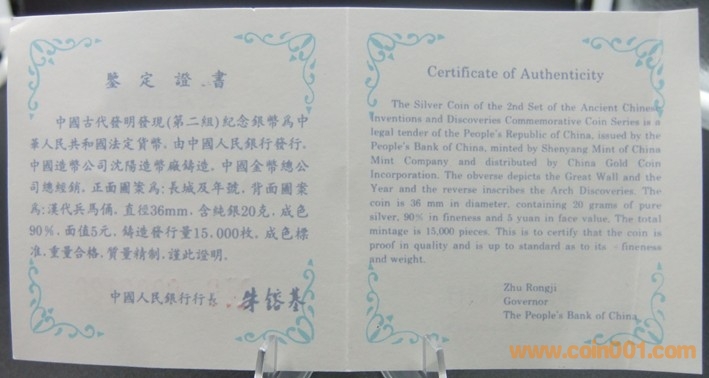 鑒定證書
中國古代發明發現(第二組)紀念銀幣爲中
華人民共和國法定貨幣，由中國人民銀行發行，
中國造幣公司沈陽造幣廠鑄造，中國金幣總公
司總經銷。正面圖案爲：長城及年號，背面圖案
爲：漢代兵馬俑，直徑36mm，含純銀20克，成色
90%，面值5元，鑄造發行量15,000枚。成色標
准，重量合格，質量精制，謹此證明。
中國人民銀行行長 朱鎔基
Certificate of Authenticity
The Silver Coin of the 2nd Set of the Ancient Chinese
Inventions and Discoveries Commemorative Coin Series is a
legal tender of the People's Republic of China, issued by the
People's Bank of China, minted by Shenyang Mint of China
Mint Company and distributed by China Gold Coin
Incorporation. The obverse depicts the Great Wall and the
Year and the reverse inscribes the Arch Discoveries. The
coin is 36 mm in diameter, containing 20 grams of pure
silver, 90% in fineness and 5 yuan in face value. The total
mintage is 15,000 pieces. This is to certify that the coin is
proof in quality and is up to standard as to its fineness
and weight.
Zhu Rongji
Governor
The People's Bank of China
www.coin001.com